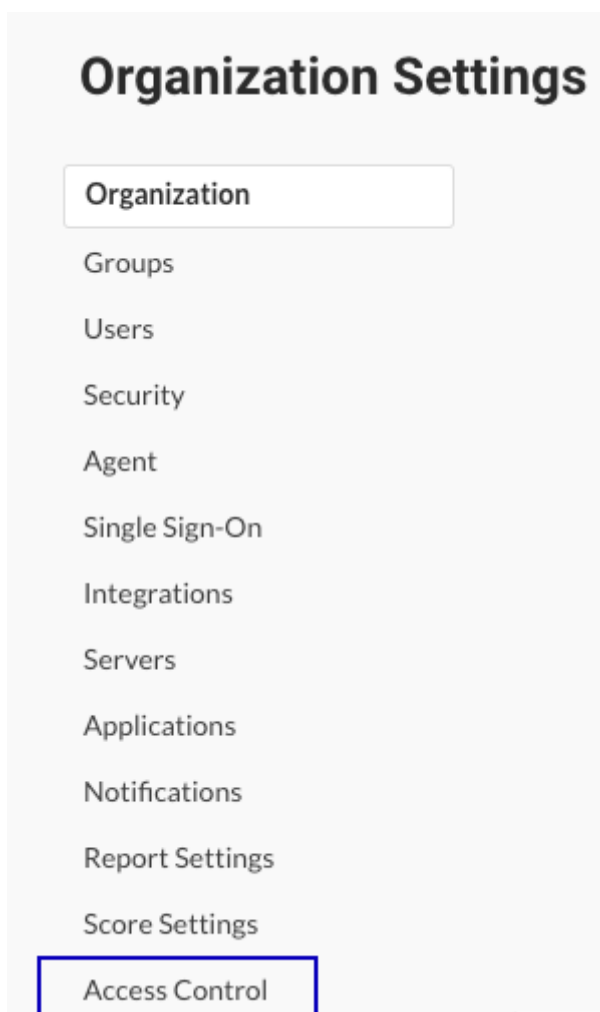 Organization Settings
Organization
Groups
Users
Security
Agent
Single Sign-On
Integrations
Servers
Applications
Notifications
Report Settings
Score Settings
Access Control